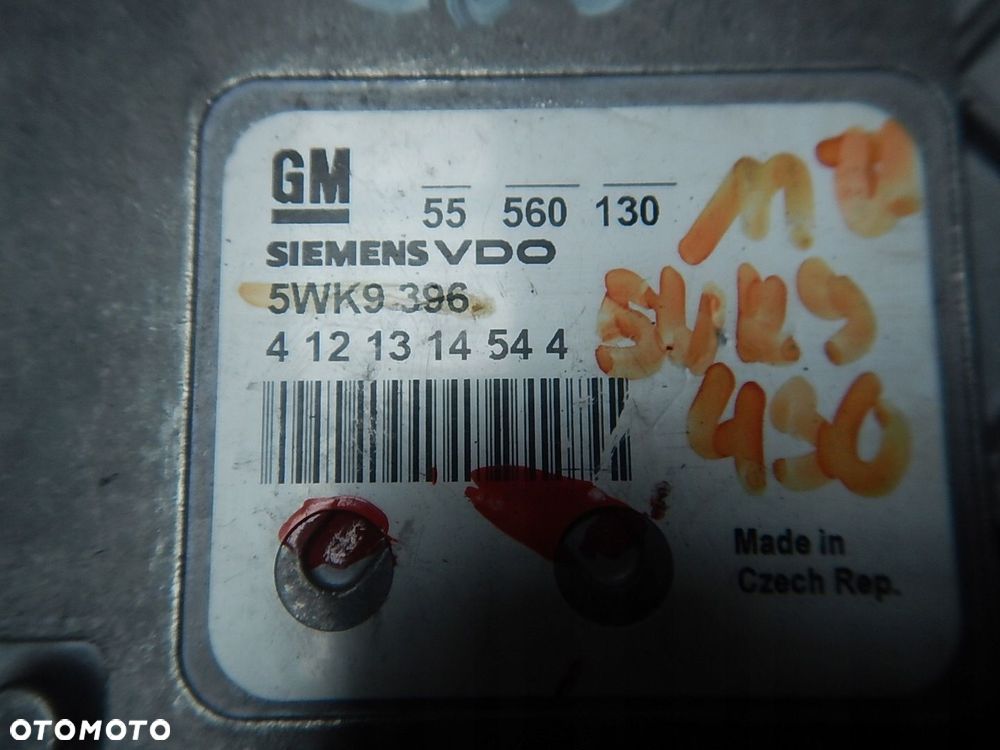 GM
55 560 130
SIEMENS VDO
5WK9 396
4 12 13 14 54 4
430
Made in
Czech Rep.
OTOMOTO